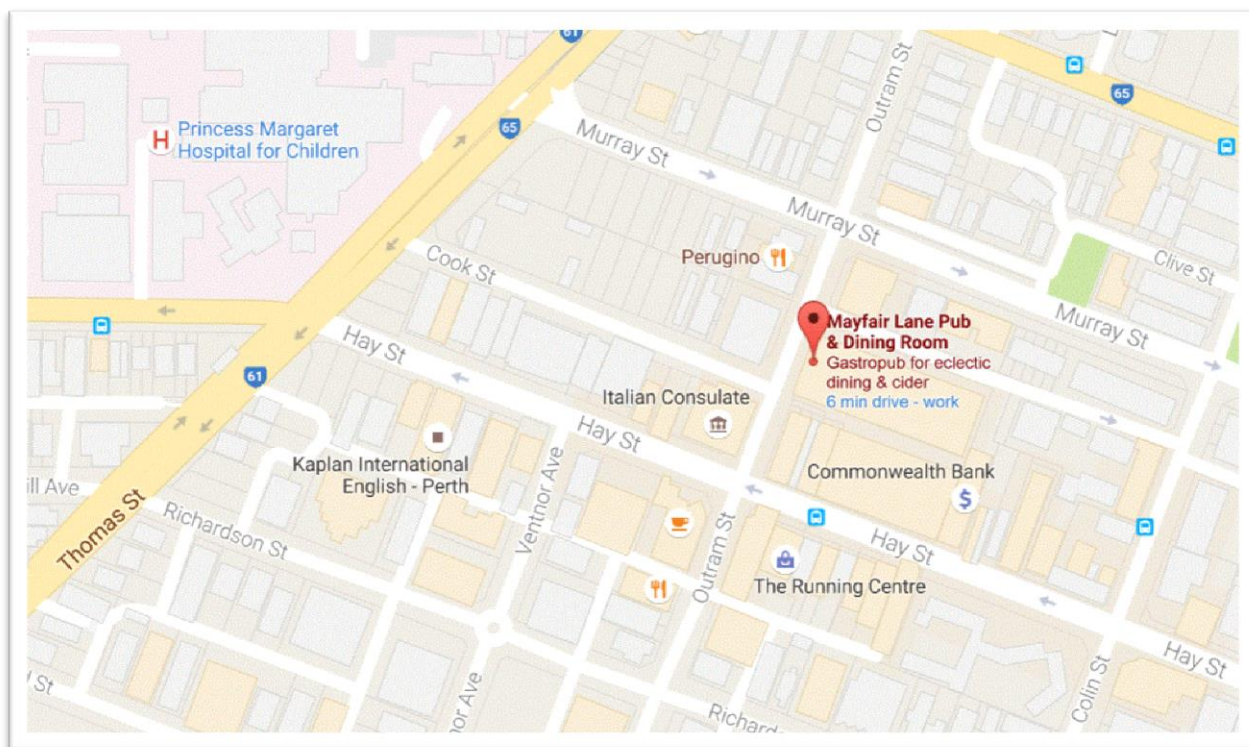 61
65
Outram St
Princess Margaret
Hospital for Children
65
Murray St
Murray St
Perugino
Cook St
Clive St
Mayfair Lane Pub
& Dining Room
Gastropub for eclectic
dining & cider
6 min drive - work
Murray St
Hay St
61
Italian Consulate
Hay St
Kaplan International
English - Perth
Commonwealth Bank
$
ill Ave
Thomas St
Richardson St
Ventnor Ave
Outram St
Hay St
The Running Centre
Hay St
Colin St
d St
nor Ave
Richar
H